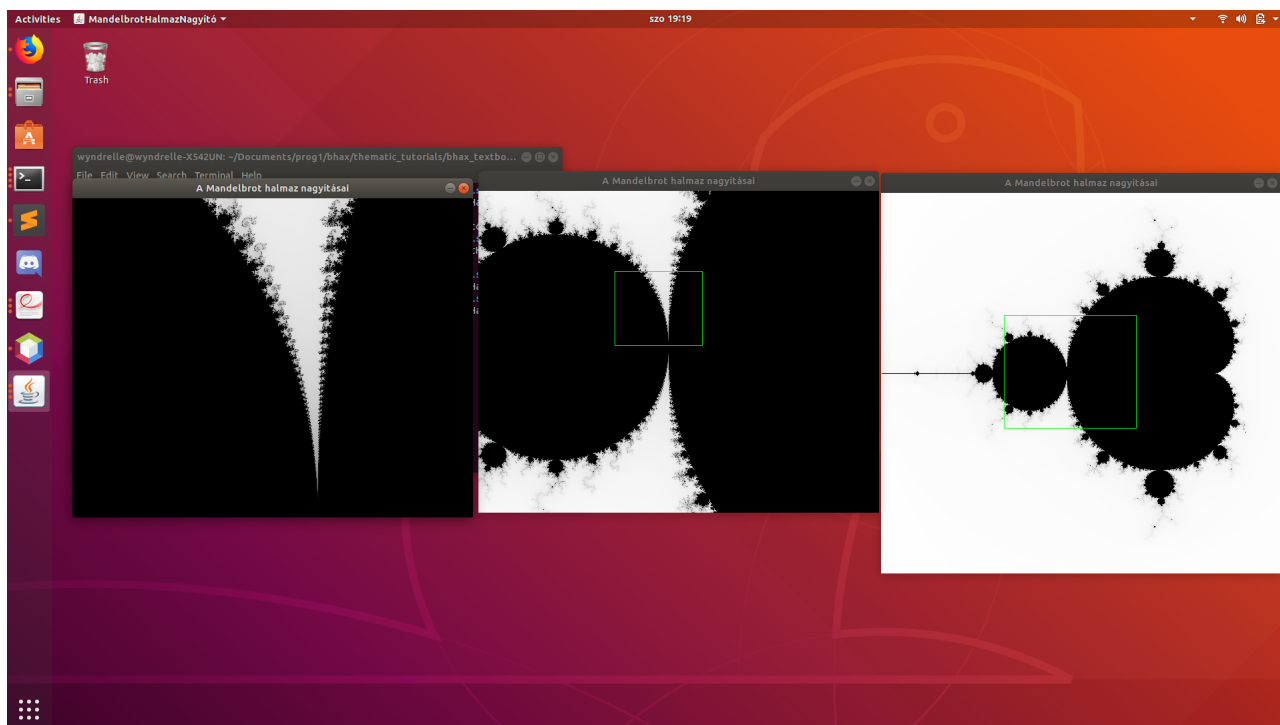 Activities MandelbrotHalmazNagyító szo 19:19
Trash
wyndrelle@wyndrelle-X542UN: ~/Documents/prog1/bhax/thematic_tutorials/bhax_textbo...
File Edit View Search Terminal Help
A Mandelbrot halmaz nagyításai
A Mandelbrot halmaz nagyításai
A Mandelbrot halmaz nagyításai